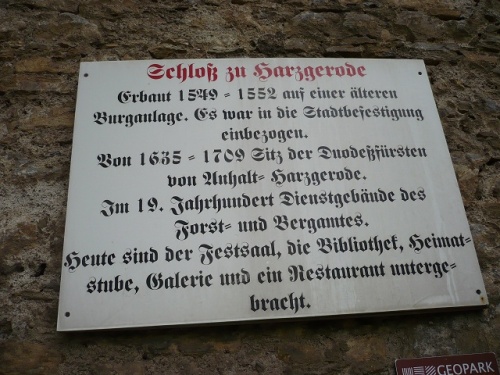 Schloß zu Harzgerode
Erbaut 1549 - 1552 auf einer älteren
Burganlage. Es war in die Stadtbefestigung
einbezogen.
Von 1635 - 1709 Sitz der Duodeßfürsten
von Anhalt- Harzgerode.
Im 19. Jahrhundert Dienstgebäude des
Forst- und Bergamtes.
Heute sind der Festsaal, die Bibliothek, Heimat-
stube, Galerie und ein Restaurant unterge-
bracht.
GEOPARK